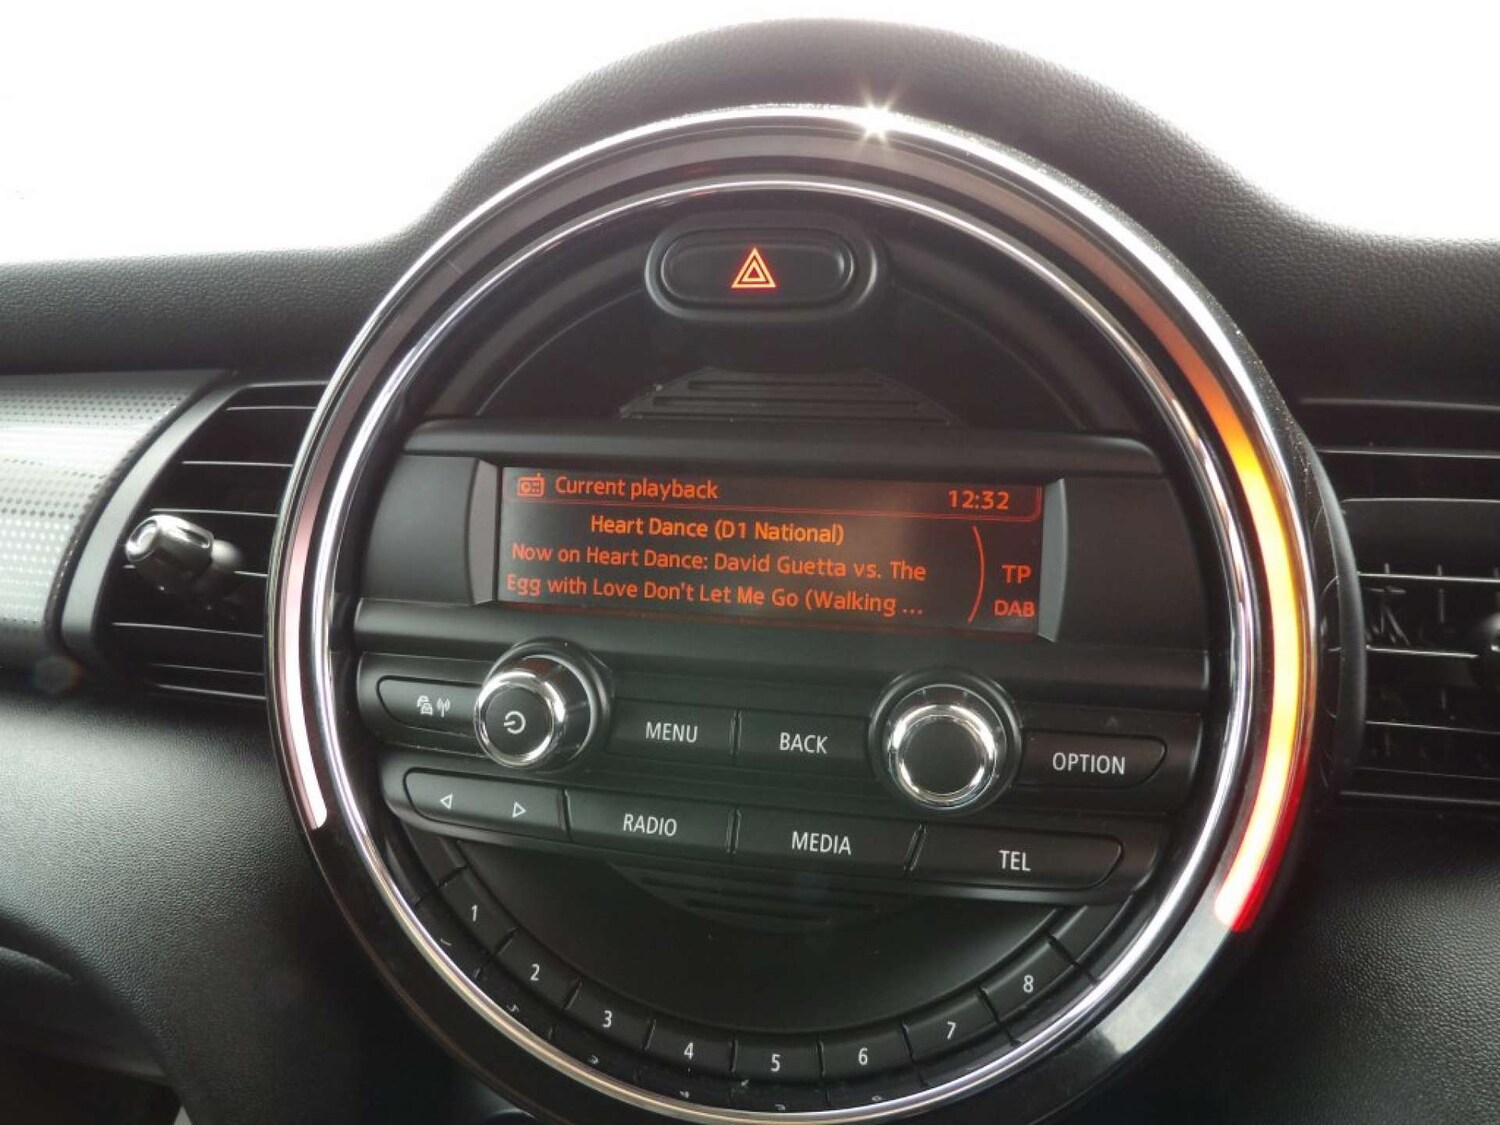 Current playback 12:32
Heart Dance (D1 National)
Now on Heart Dance: David Guetta vs. The
Egg with Love Don't Let Me Go (Walking ...
TP
DAB
MENU
BACK
OPTION
RADIO
MEDIA
TEL
1
2
3
4
5
6
7
8